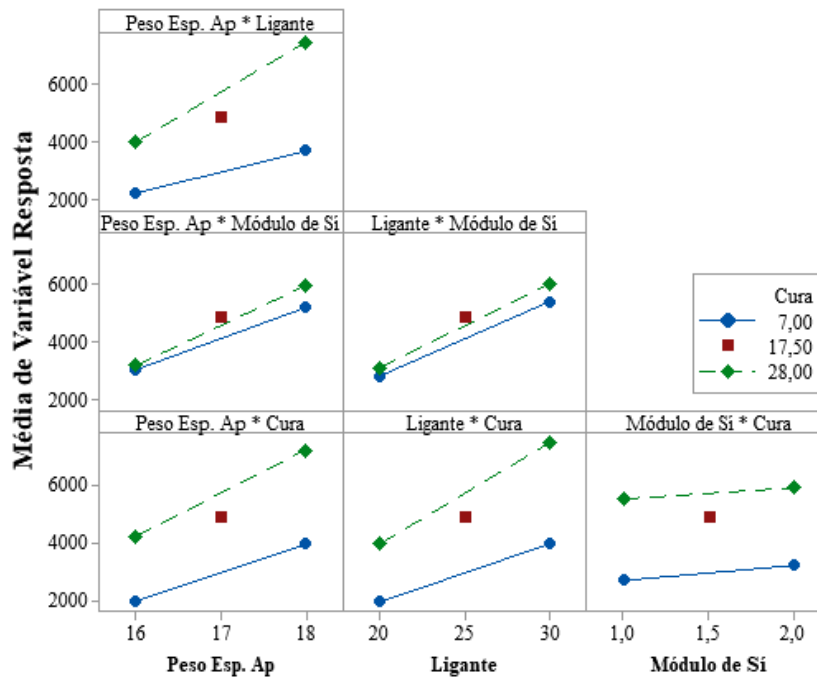 Média de Variável Resposta
Peso Esp. Ap * Ligante
6000
4000
2000
Peso Esp. Ap * Módulo de Sí
Ligante * Módulo de Sí
6000
4000
2000
Cura
7,00
17,50
28,00
Peso Esp. Ap * Cura
Ligante * Cura
Módulo de Sí * Cura
6000
4000
2000
16 17 18
20 25 30
1,0 1,5 2,0
Peso Esp. Ap
Ligante
Módulo de Sí